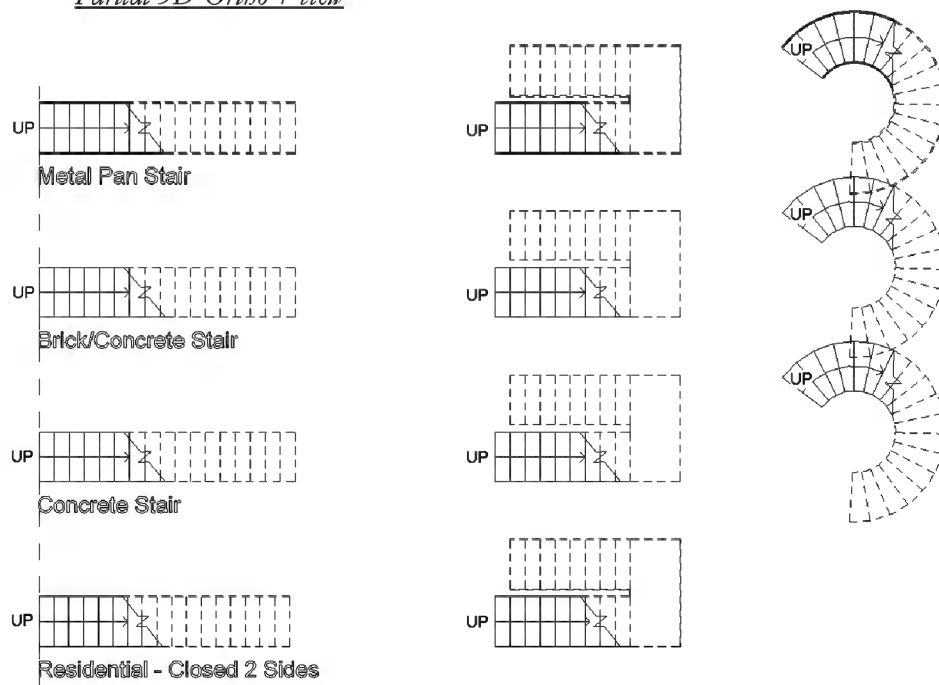 Partial 3D Ortho View
UP
UP
UP
Metal Pan Stair
UP
UP
UP
Brick/Concrete Stair
UP
UP
UP
Concrete Stair
UP
UP
Residential - Closed 2 Sides